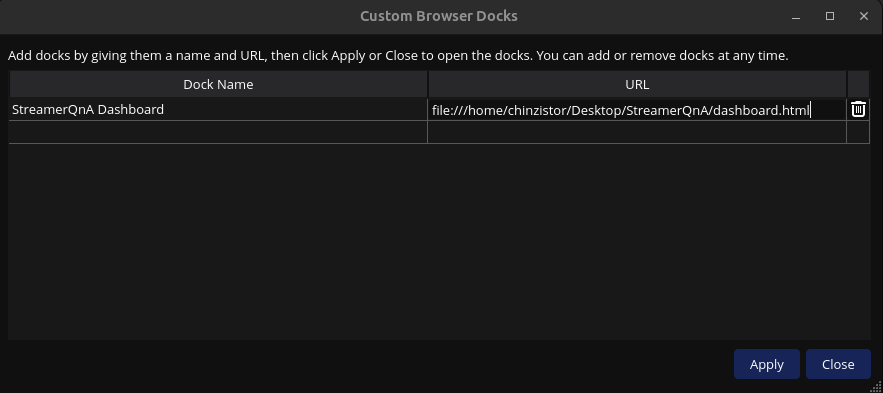 Custom Browser Docks
Add docks by giving them a name and URL, then click Apply or Close to open the docks. You can add or remove docks at any time.
Dock Name URL
StreamerQnA Dashboard file:///home/chinzistor/Desktop/StreamerQnA/dashboard.html
Apply Close